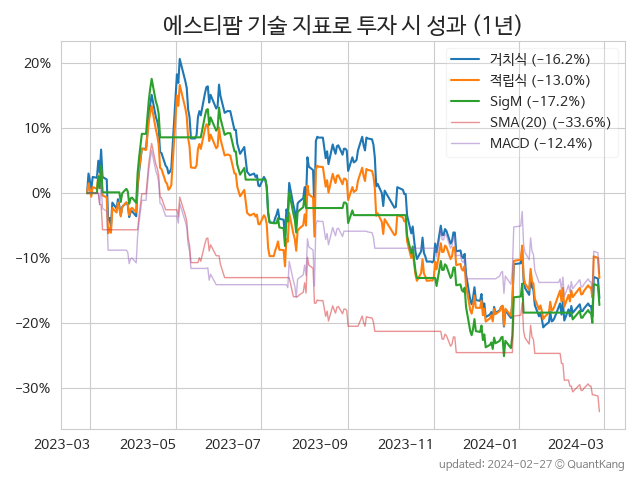 에스티팜 기술 지표로 투자 시 성과 (1년)
거치식 (−16.2%)
적립식 (−13.0%)
SigM (−17.2%)
SMA(20) (−33.6%)
MACD (−12.4%)
20%
10%
0%
−10%
−20%
−30%
2023-03 2023-05 2023-07 2023-09 2023-11 2024-01 2024-03
updated: 2024-02-27 © QuantKang